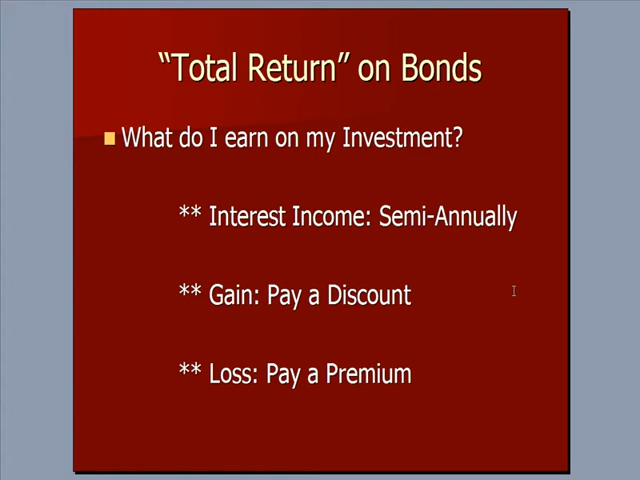 “Total Return” on Bonds
What do I earn on my Investment?
** Interest Income: Semi-Annually
** Gain: Pay a Discount
** Loss: Pay a Premium